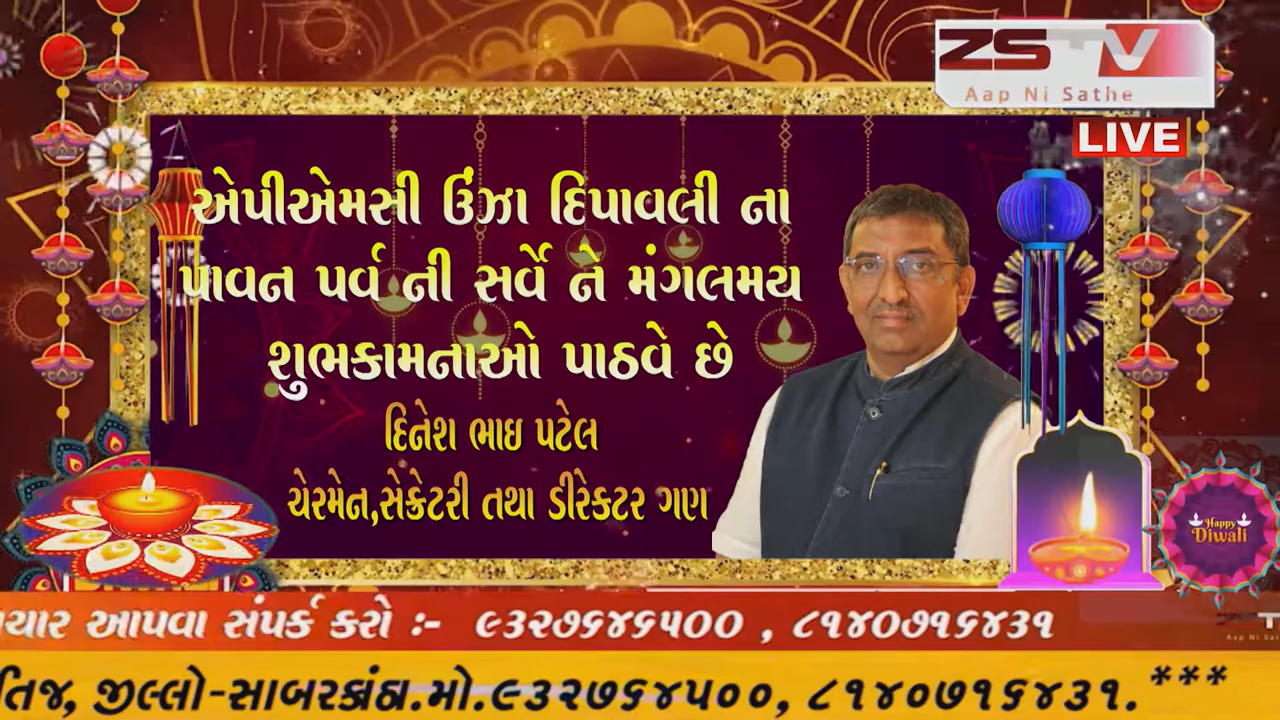 ZSTV
Aap Ni Sathe
LIVE
એપીએમસી ઉંઝા દિપાવલી ના
પાવન પર્વ ની સર્વે ને મંગલમય
શુભકામનાઓ પાઠવે છે
દિનેશ ભાઇ પટેલ
ચેરમેન,સેક્રેટરી તથા ડીરેક્ટર ગણ
Happy
Diwali
આપવા સંપર્ક કરો :- ૯૩૨૭૬૪૬૫૦૦ , ૮૧૪૦૭૧૬૪૩૧
જીલ્લો-સાબરકાંઠા.મો.૯૩૨૭૬૪૫૦૦, ૮૧૪૦૭૧૬૪૩૧. ***